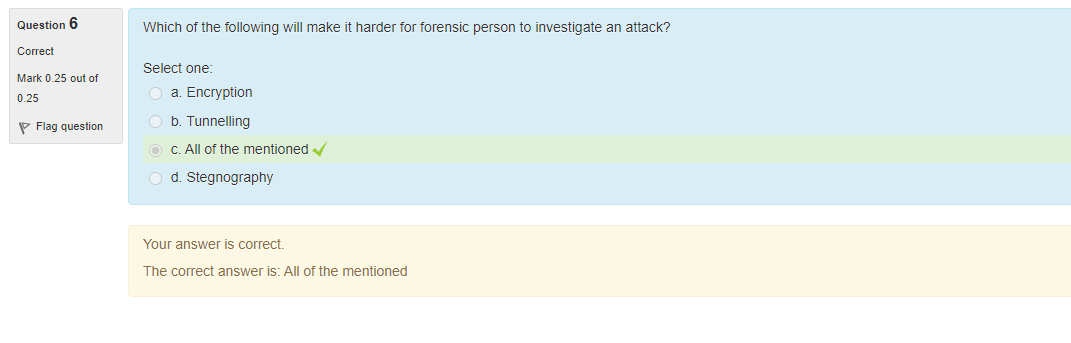 Question 6
Correct
Mark 0.25 out of
0.25
Flag question
Which of the following will make it harder for forensic person to investigate an attack?
Select one:
a. Encryption
b. Tunnelling
c. All of the mentioned
d. Stegnography
Your answer is correct.
The correct answer is: All of the mentioned